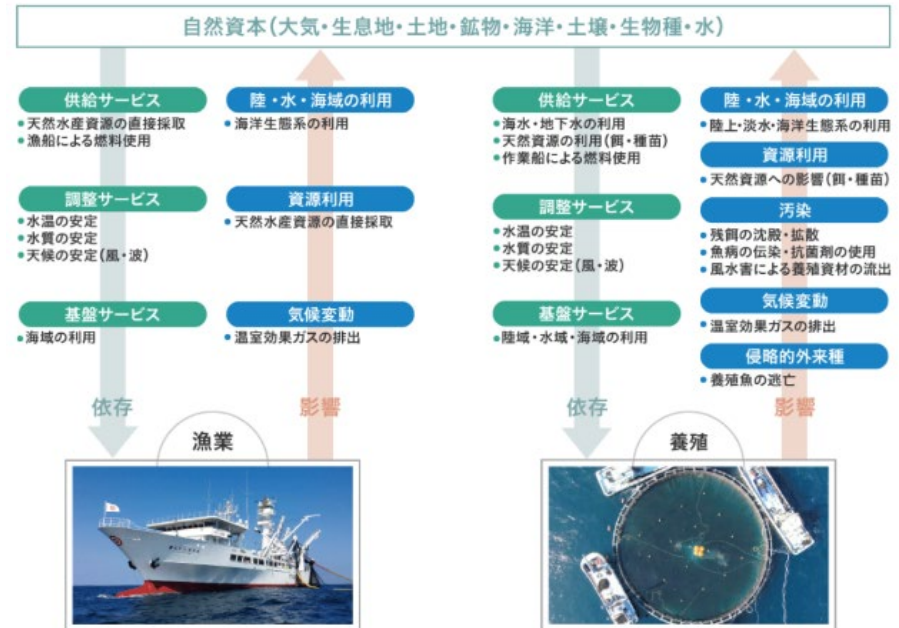 自然資本(大気・生息地・土地・鉱物・海洋・土壌・生物種・水)
供給サービス
・天然水産資源の直接採取
・漁船による燃料使用
調整サービス
・水温の安定
・水質の安定
・天候の安定(風・波)
基盤サービス
・海域の利用
依存
陸・水・海域の利用
・海洋生態系の利用
資源利用
・天然水産資源の直接採取
気候変動
・温室効果ガスの排出
影響
漁業
供給サービス
・海水・地下水の利用
・天然資源の利用(餌・種苗)
・作業船による燃料使用
調整サービス
・水温の安定
・水質の安定
・天候の安定(風・波)
基盤サービス
・陸域・水域・海域の利用
依存
陸・水・海域の利用
・陸上・淡水・海洋生態系の利用
資源利用
・天然資源への影響(餌・種苗)
汚染
・残餌の沈殿・拡散
・魚病の伝染・抗菌剤の使用
・風水害による養殖資材の流出
気候変動
・温室効果ガスの排出
侵略的外来種
・養殖魚の逃亡
影響
養殖